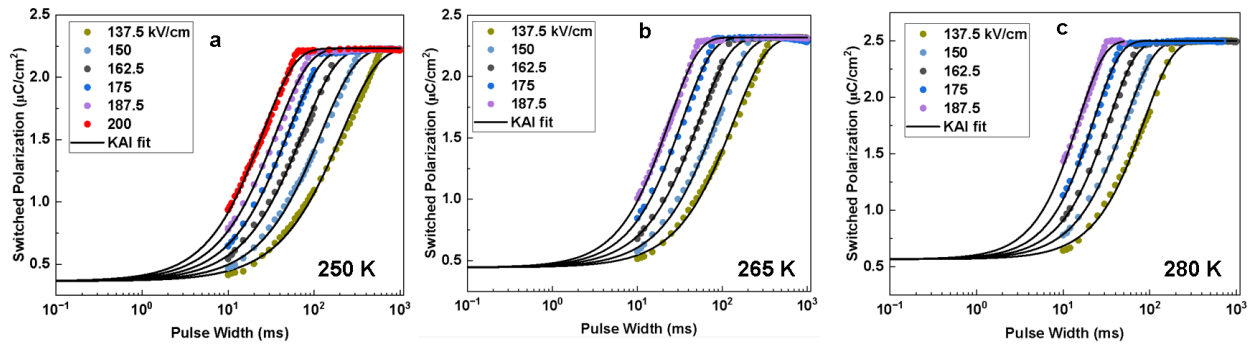 a
137.5 kV/cm
150
162.5
175
187.5
200
KAI fit
250 K
Switched Polarization (μC/cm²)
2.5
2.0
1.5
1.0
0.5
10⁻¹ 10⁰ 10¹ 10² 10³
Pulse Width (ms)
b
137.5 kV/cm
150
162.5
175
187.5
KAI fit
265 K
Switched Polarization (μC/cm²)
2.5
2.0
1.5
1.0
0.5
10⁻¹ 10⁰ 10¹ 10² 10³
Pulse Width (ms)
c
137.5 kV/cm
150
162.5
175
187.5
KAI fit
280 K
Switched Polarization (μC/cm²)
2.5
2.0
1.5
1.0
0.5
10⁻¹ 10⁰ 10¹ 10² 10³
Pulse Width (ms)